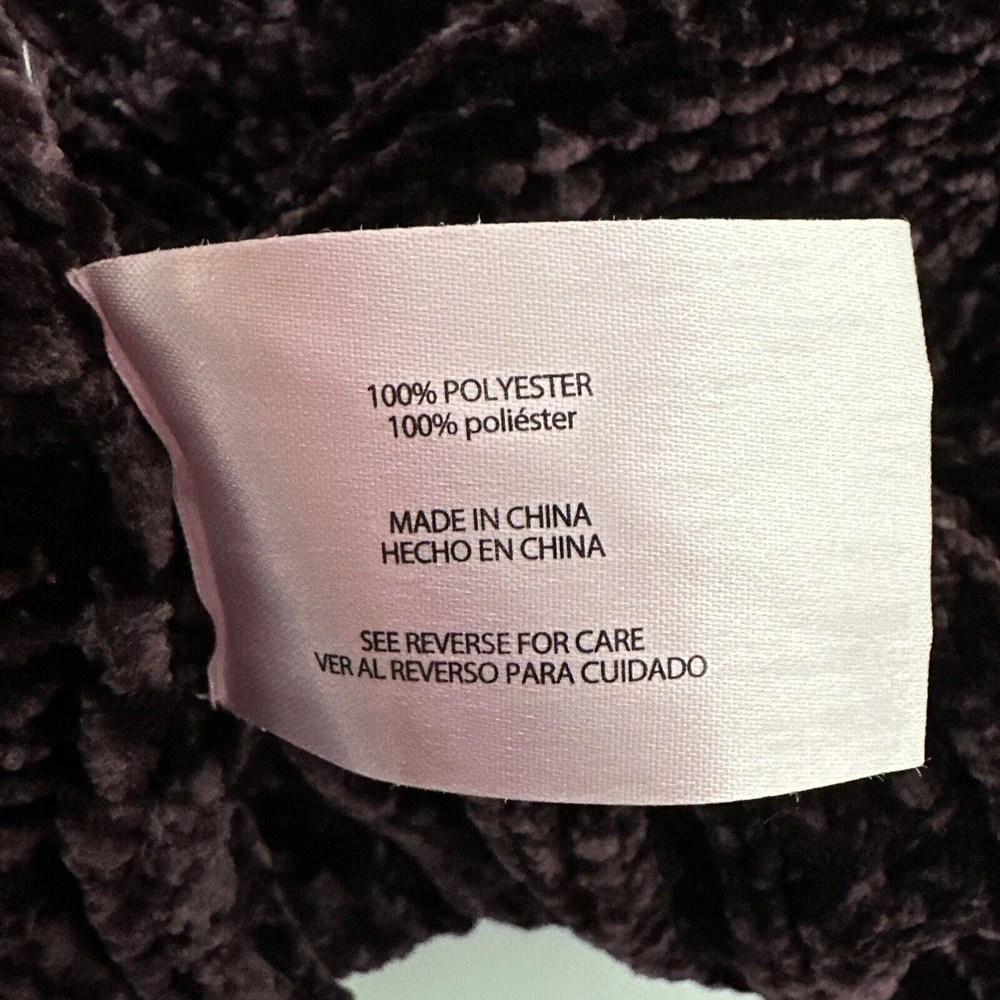 100% POLYESTER
100% poliéster
MADE IN CHINA
HECHO EN CHINA
SEE REVERSE FOR CARE
VER AL REVERSO PARA CUIDADO